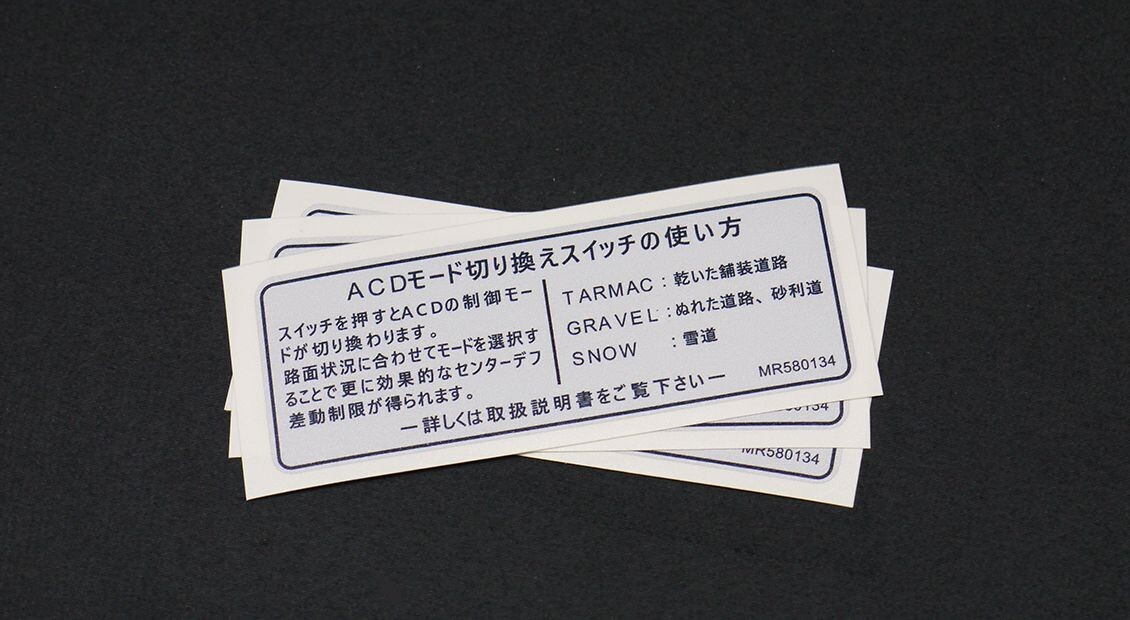 ACDモード切り換えスイッチの使い方
スイッチを押すとACDの制御モー
ドが切り換わります。
路面状況に合わせてモードを選択す
ることで更に効果的なセンターデフ
差動制限が得られます。
TARMAC：乾いた舗装道路
GRAVEL：ぬれた道路、砂利道
SNOW　：雪道
―詳しくは取扱説明書をご覧下さい―
MR580134
MR580134